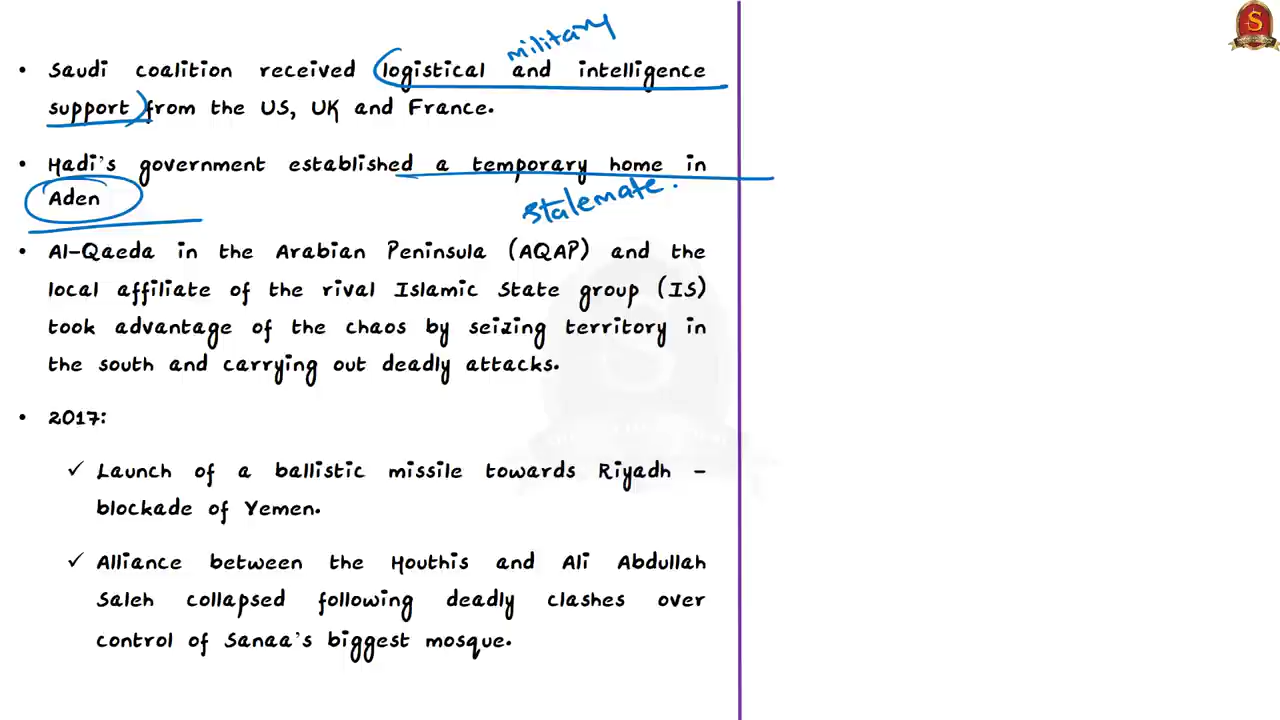 military
• Saudi coalition received logistical and intelligence
support from the US, UK and France.
• Hadi's government established a temporary home in
Aden
stalemate.
• Al-Qaeda in the Arabian Peninsula (AQAP) and the
local affiliate of the rival Islamic State group (IS)
took advantage of the chaos by seizing territory in
the south and carrying out deadly attacks.
• 2017:
✓ Launch of a ballistic missile towards Riyadh –
blockade of Yemen.
✓ Alliance between the Houthis and Ali Abdullah
Saleh collapsed following deadly clashes over
control of Sanaa's biggest mosque.